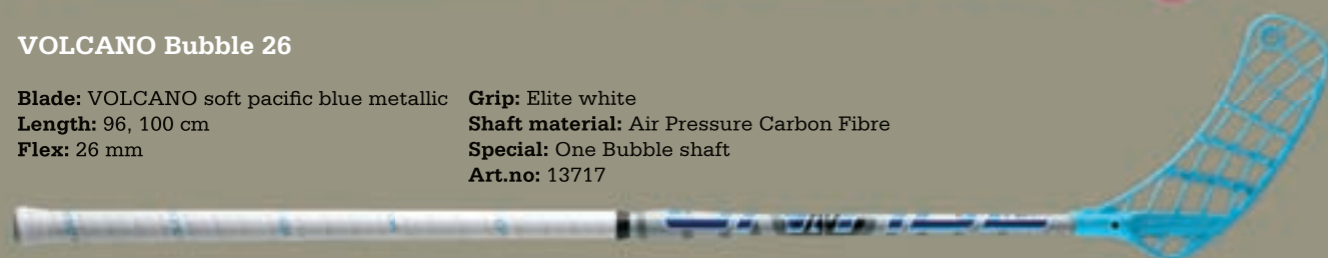 VOLCANO Bubble 26
Blade: VOLCANO soft pacific blue metallic
Length: 96, 100 cm
Flex: 26 mm
Grip: Elite white
Shaft material: Air Pressure Carbon Fibre
Special: One Bubble shaft
Art.no: 13717